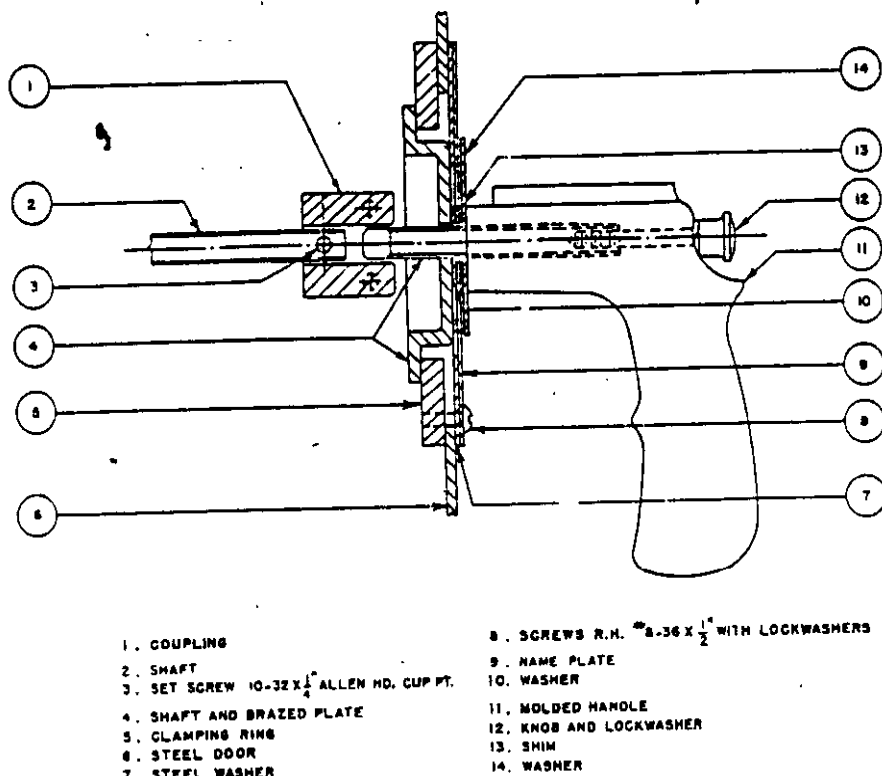 1
2
3
4
5
6
14
13
12
11
10
9
8
7
1. COUPLING
2. SHAFT
3. SET SCREW 10-32 X 1/4" ALLEN HD. CUP PT.
4. SHAFT AND BRAZED PLATE
5. CLAMPING RING
6. STEEL DOOR
7. STEEL WASHER
8. SCREWS R.H. #8-36 X 1/2" WITH LOCKWASHERS
9. NAME PLATE
10. WASHER
11. MOLDED HANDLE
12. KNOB AND LOCKWASHER
13. SHIM
14. WASHER